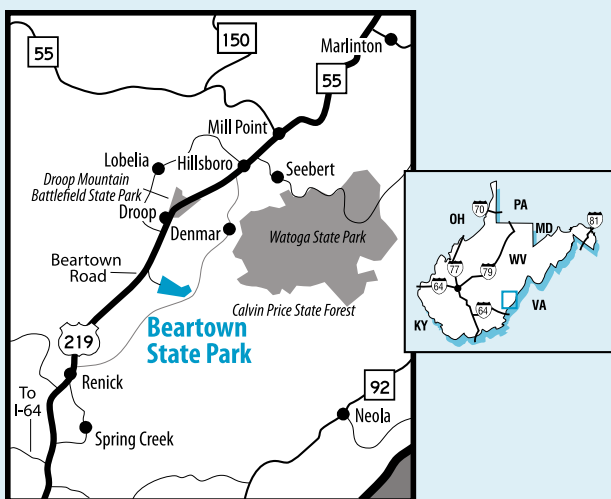 55
150
Marlinton
55
Mill Point
Lobelia
Hillsboro
Seebert
Droop Mountain
Battlefield State Park
Droop
Denmar
Watoga State Park
Beartown
Road
Calvin Price State Forest
Beartown
State Park
219
Renick
To
I-64
92
Neola
Spring Creek
OH
70
PA
MD
81
WV
77
79
64
64
VA
KY